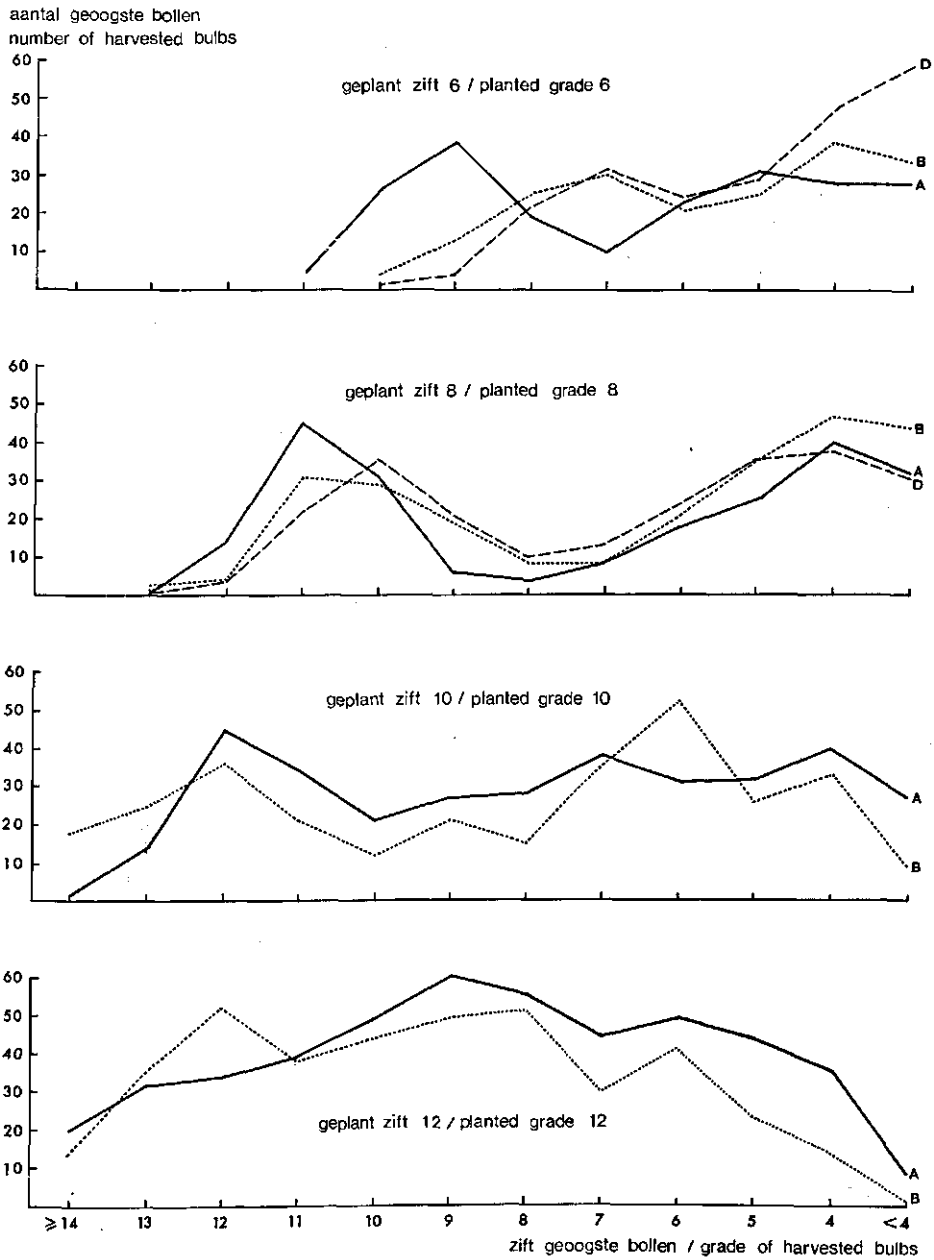 aantal geoogste bollen
number of harvested bulbs
60
50
40
30
20
10
geplant zift 6 / planted grade 6
D
B
A
60
50
40
30
20
10
geplant zift 8 / planted grade 8
B
A
D
60
50
40
30
20
10
geplant zift 10 / planted grade 10
A
B
60
50
40
30
20
10
geplant zift 12 / planted grade 12
A
B
⩾14 13 12 11 10 9 8 7 6 5 4 <4
zift geoogste bollen / grade of harvested bulbs